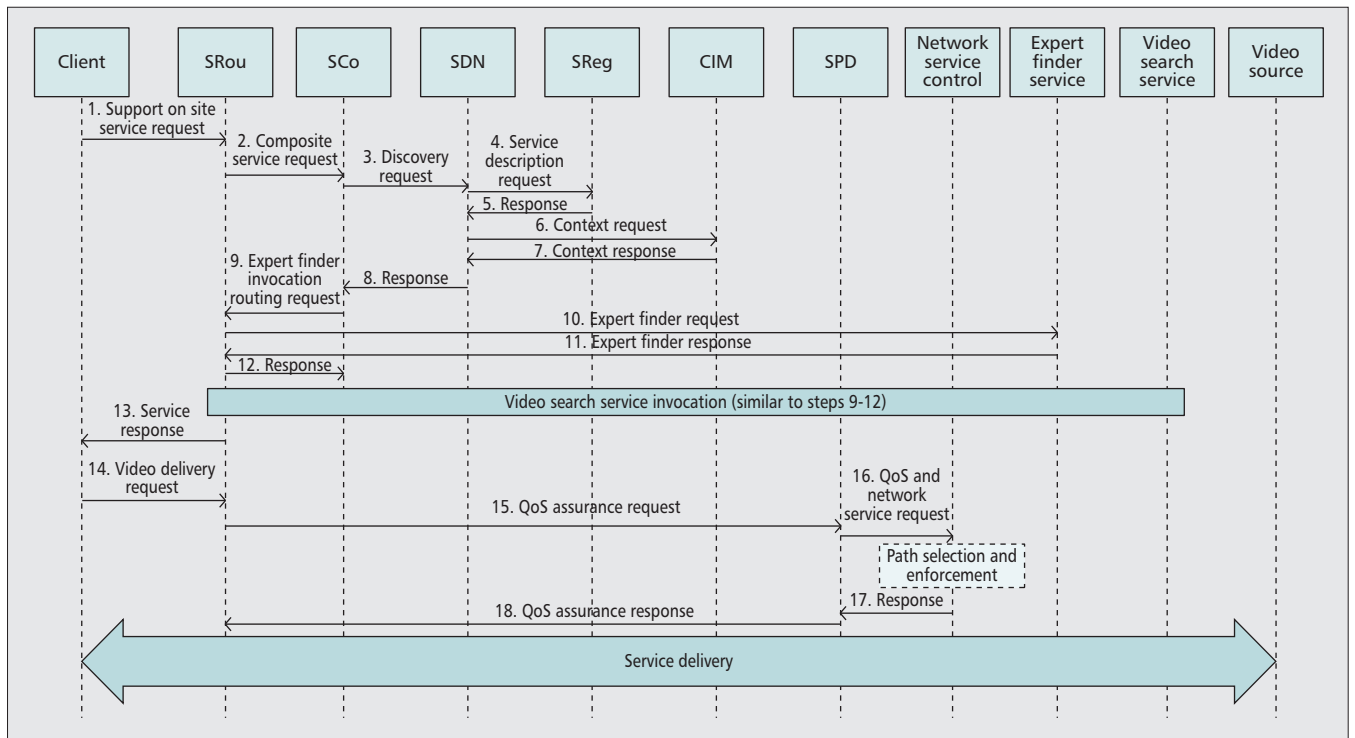 Client
SRou
SCo
SDN
SReg
CIM
SPD
Network
service
control
Expert
finder
service
Video
search
service
Video
source
1. Support on site
service request
2. Composite
service request
3. Discovery
request
4. Service
description
request
5. Response
6. Context request
7. Context response
8. Response
9. Expert finder
invocation
routing request
10. Expert finder request
11. Expert finder response
12. Response
Video search service invocation (similar to steps 9-12)
13. Service
response
14. Video delivery
request
15. QoS assurance request
16. QoS and
network
service request
Path selection and
enforcement
17. Response
18. QoS assurance response
Service delivery